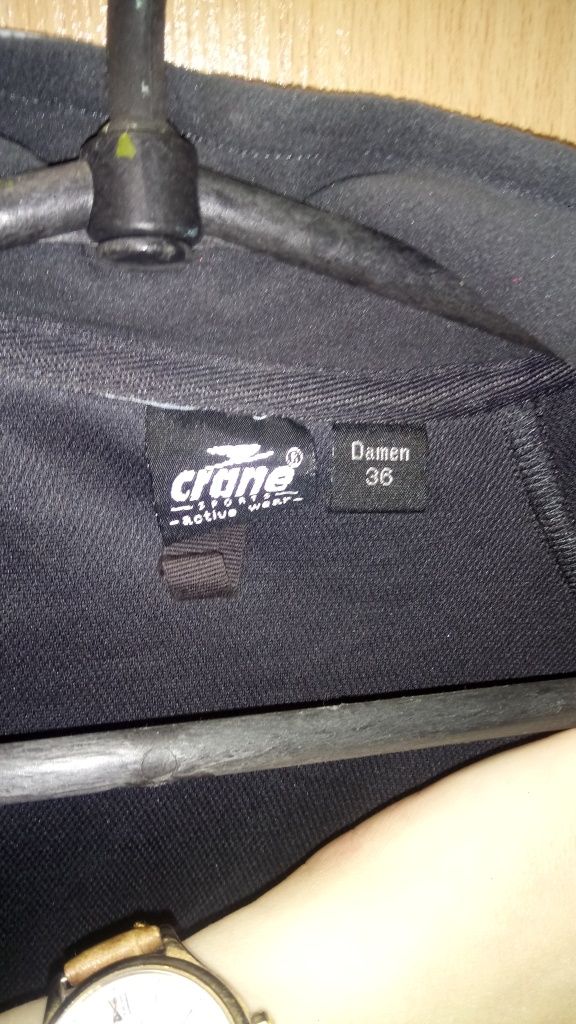 crane®
SPORTS
-active wear-
Damen
36